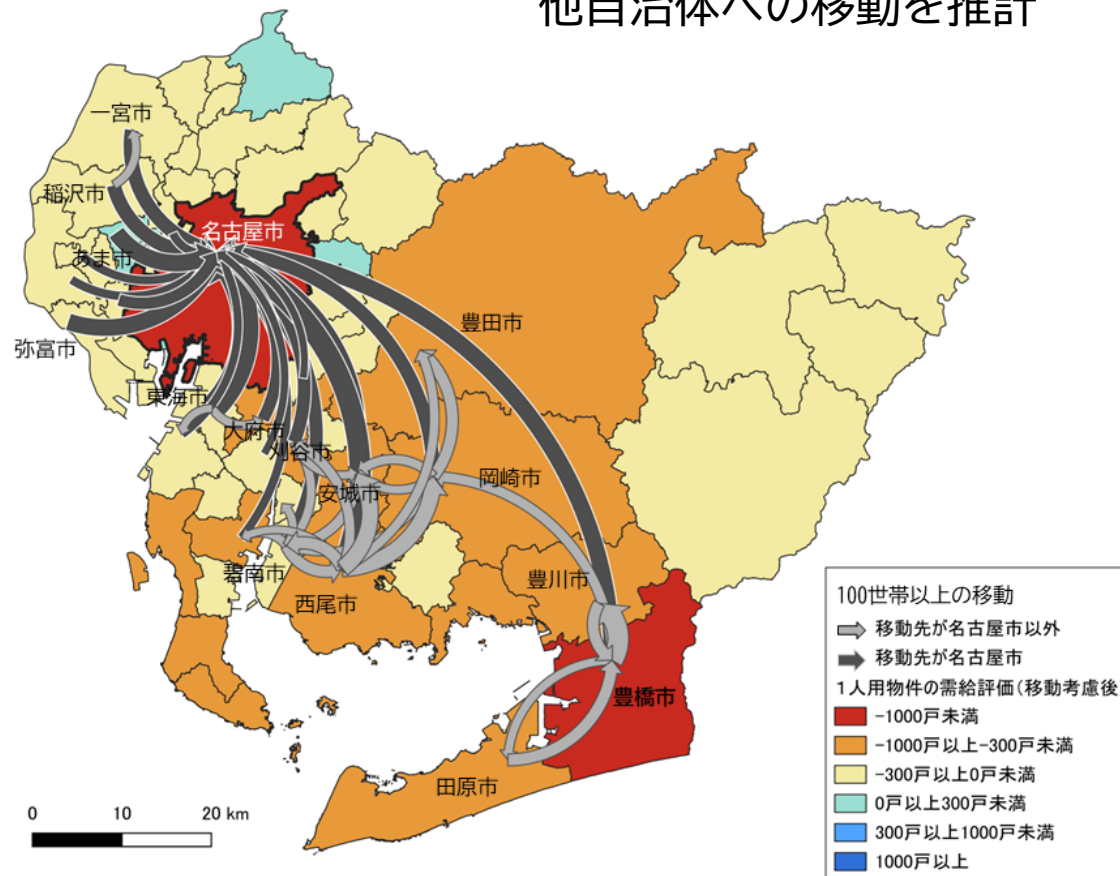 他自治体への移動を推計
一宮市
稲沢市
名古屋市
あま市
豊田市
弥富市
東海市
大府市
刈谷市
岡崎市
安城市
碧南市
豊川市
西尾市
豊橋市
田原市
0 10 20 km
100世帯以上の移動
移動先が名古屋市以外
移動先が名古屋市
1人用物件の需給評価(移動考慮後
-1000戸未満
-1000戸以上-300戸未満
-300戸以上0戸未満
0戸以上300戸未満
300戸以上1000戸未満
1000戸以上